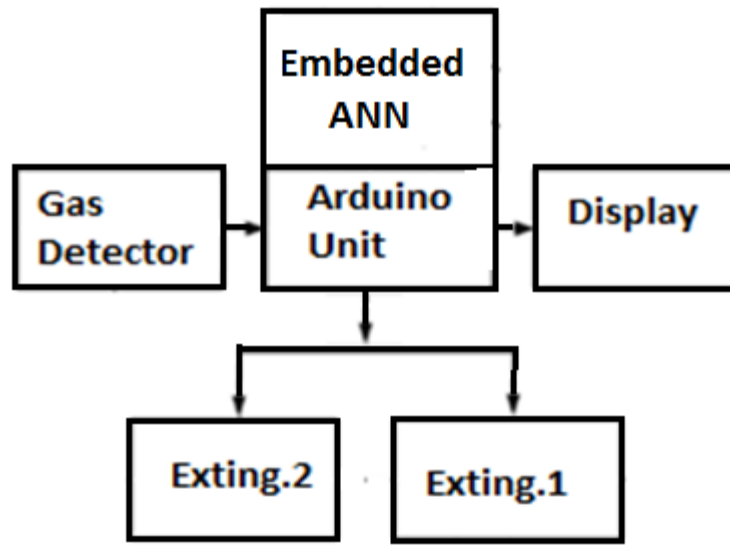 Embedded
ANN
Gas
Detector
Arduino
Unit
Display
Exting.2
Exting.1